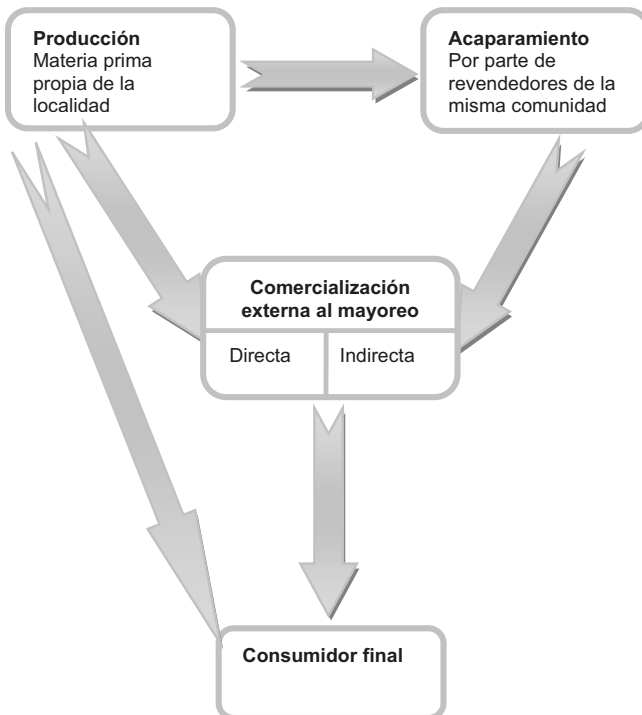 Producción
Materia prima
propia de la
localidad
Acaparamiento
Por parte de
revendedores de la
misma comunidad
Comercialización
externa al mayoreo
Directa
Indirecta
Consumidor final